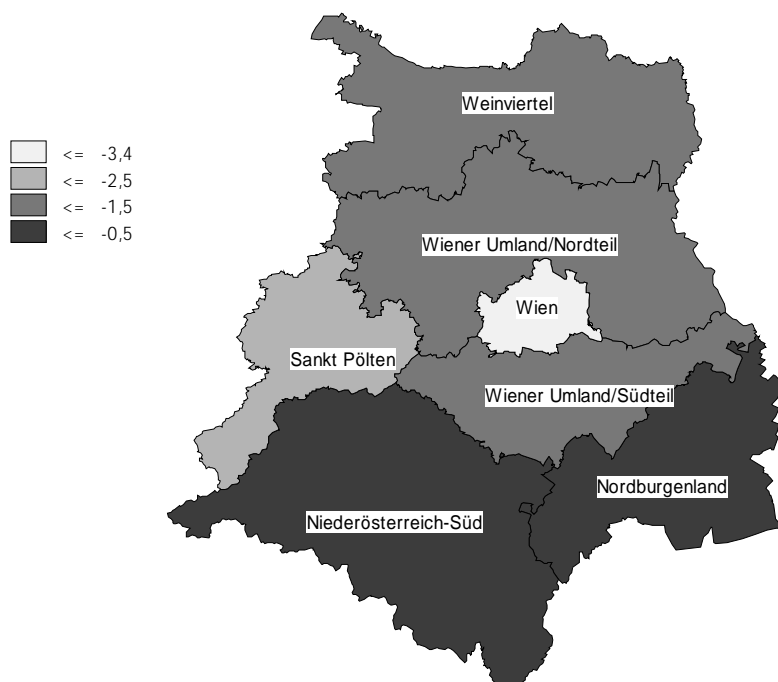 Weinviertel
<= -3,4
<= -2,5
<= -1,5
<= -0,5
Wiener Umland/Nordteil
Wien
Sankt Pölten
Wiener Umland/Südteil
Nordburgenland
Niederösterreich-Süd